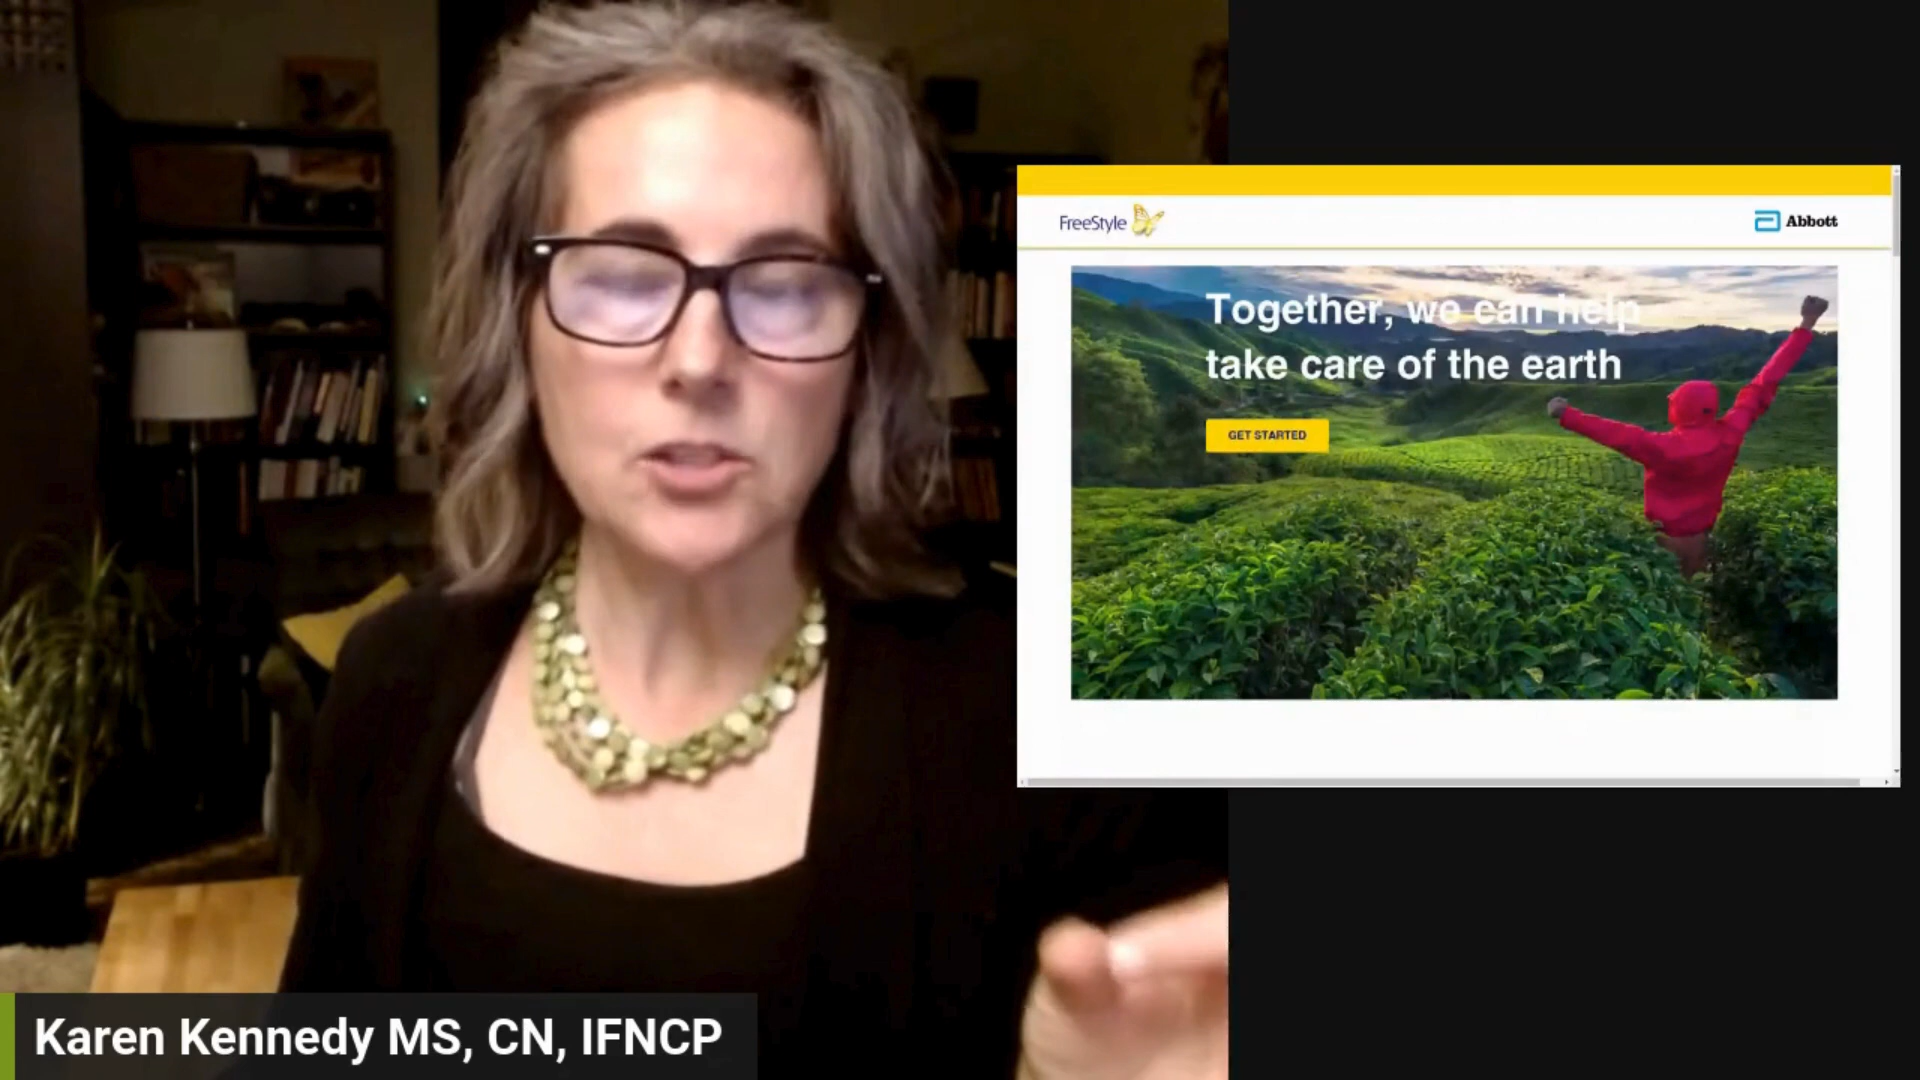 FreeStyle
Abbott
Together, we can help
take care of the earth
GET STARTED
Karen Kennedy MS, CN, IFNCP